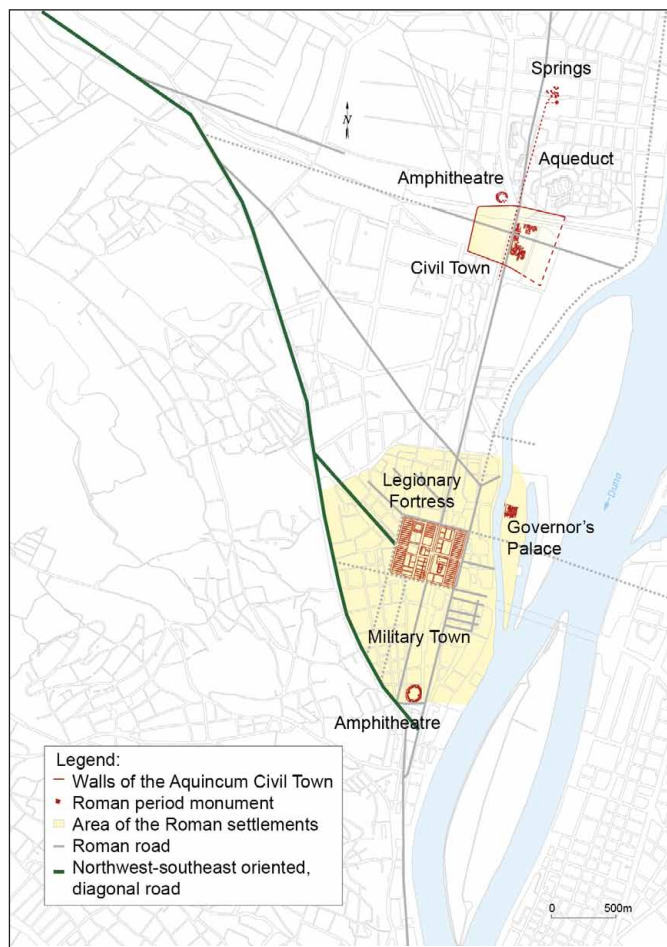 Springs
N
Aqueduct
Amphitheatre
Civil Town
Duna
Legionary
Fortress
Governor's
Palace
Military Town
Amphitheatre
Legend:
Walls of the Aquincum Civil Town
Roman period monument
Area of the Roman settlements
Roman road
Northwest-southeast oriented,
diagonal road
0 500m